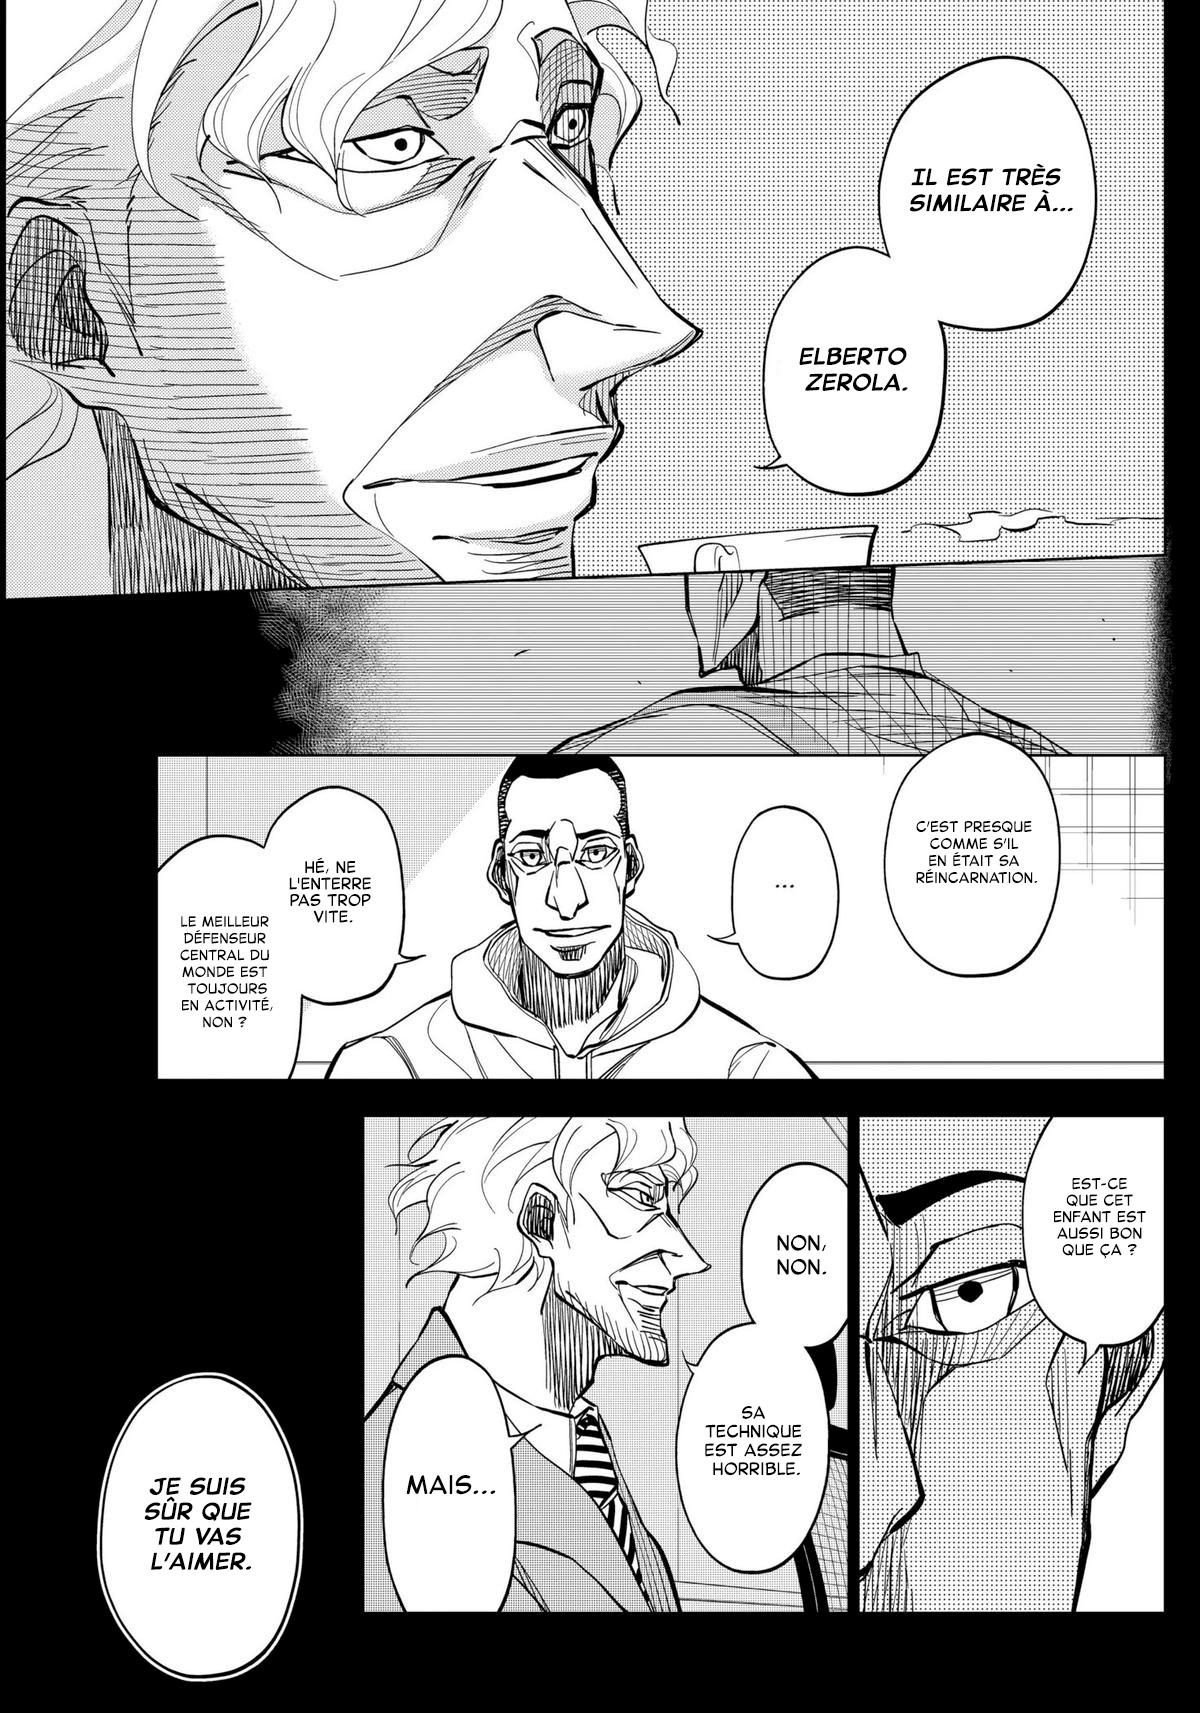 IL EST TRÈS
SIMILAIRE À...
ELBERTO
ZEROLA.
C'EST PRESQUE
COMME S'IL
EN ÉTAIT SA
RÉINCARNATION.
...
HÉ, NE
L'ENTERRE
PAS TROP
VITE.
LE MEILLEUR
DÉFENSEUR
CENTRAL DU
MONDE EST
TOUJOURS
EN ACTIVITÉ,
NON ?
EST-CE
QUE CET
ENFANT EST
AUSSI BON
QUE ÇA ?
NON,
NON.
SA
TECHNIQUE
EST ASSEZ
HORRIBLE.
MAIS...
JE SUIS
SÛR QUE
TU VAS
L'AIMER.